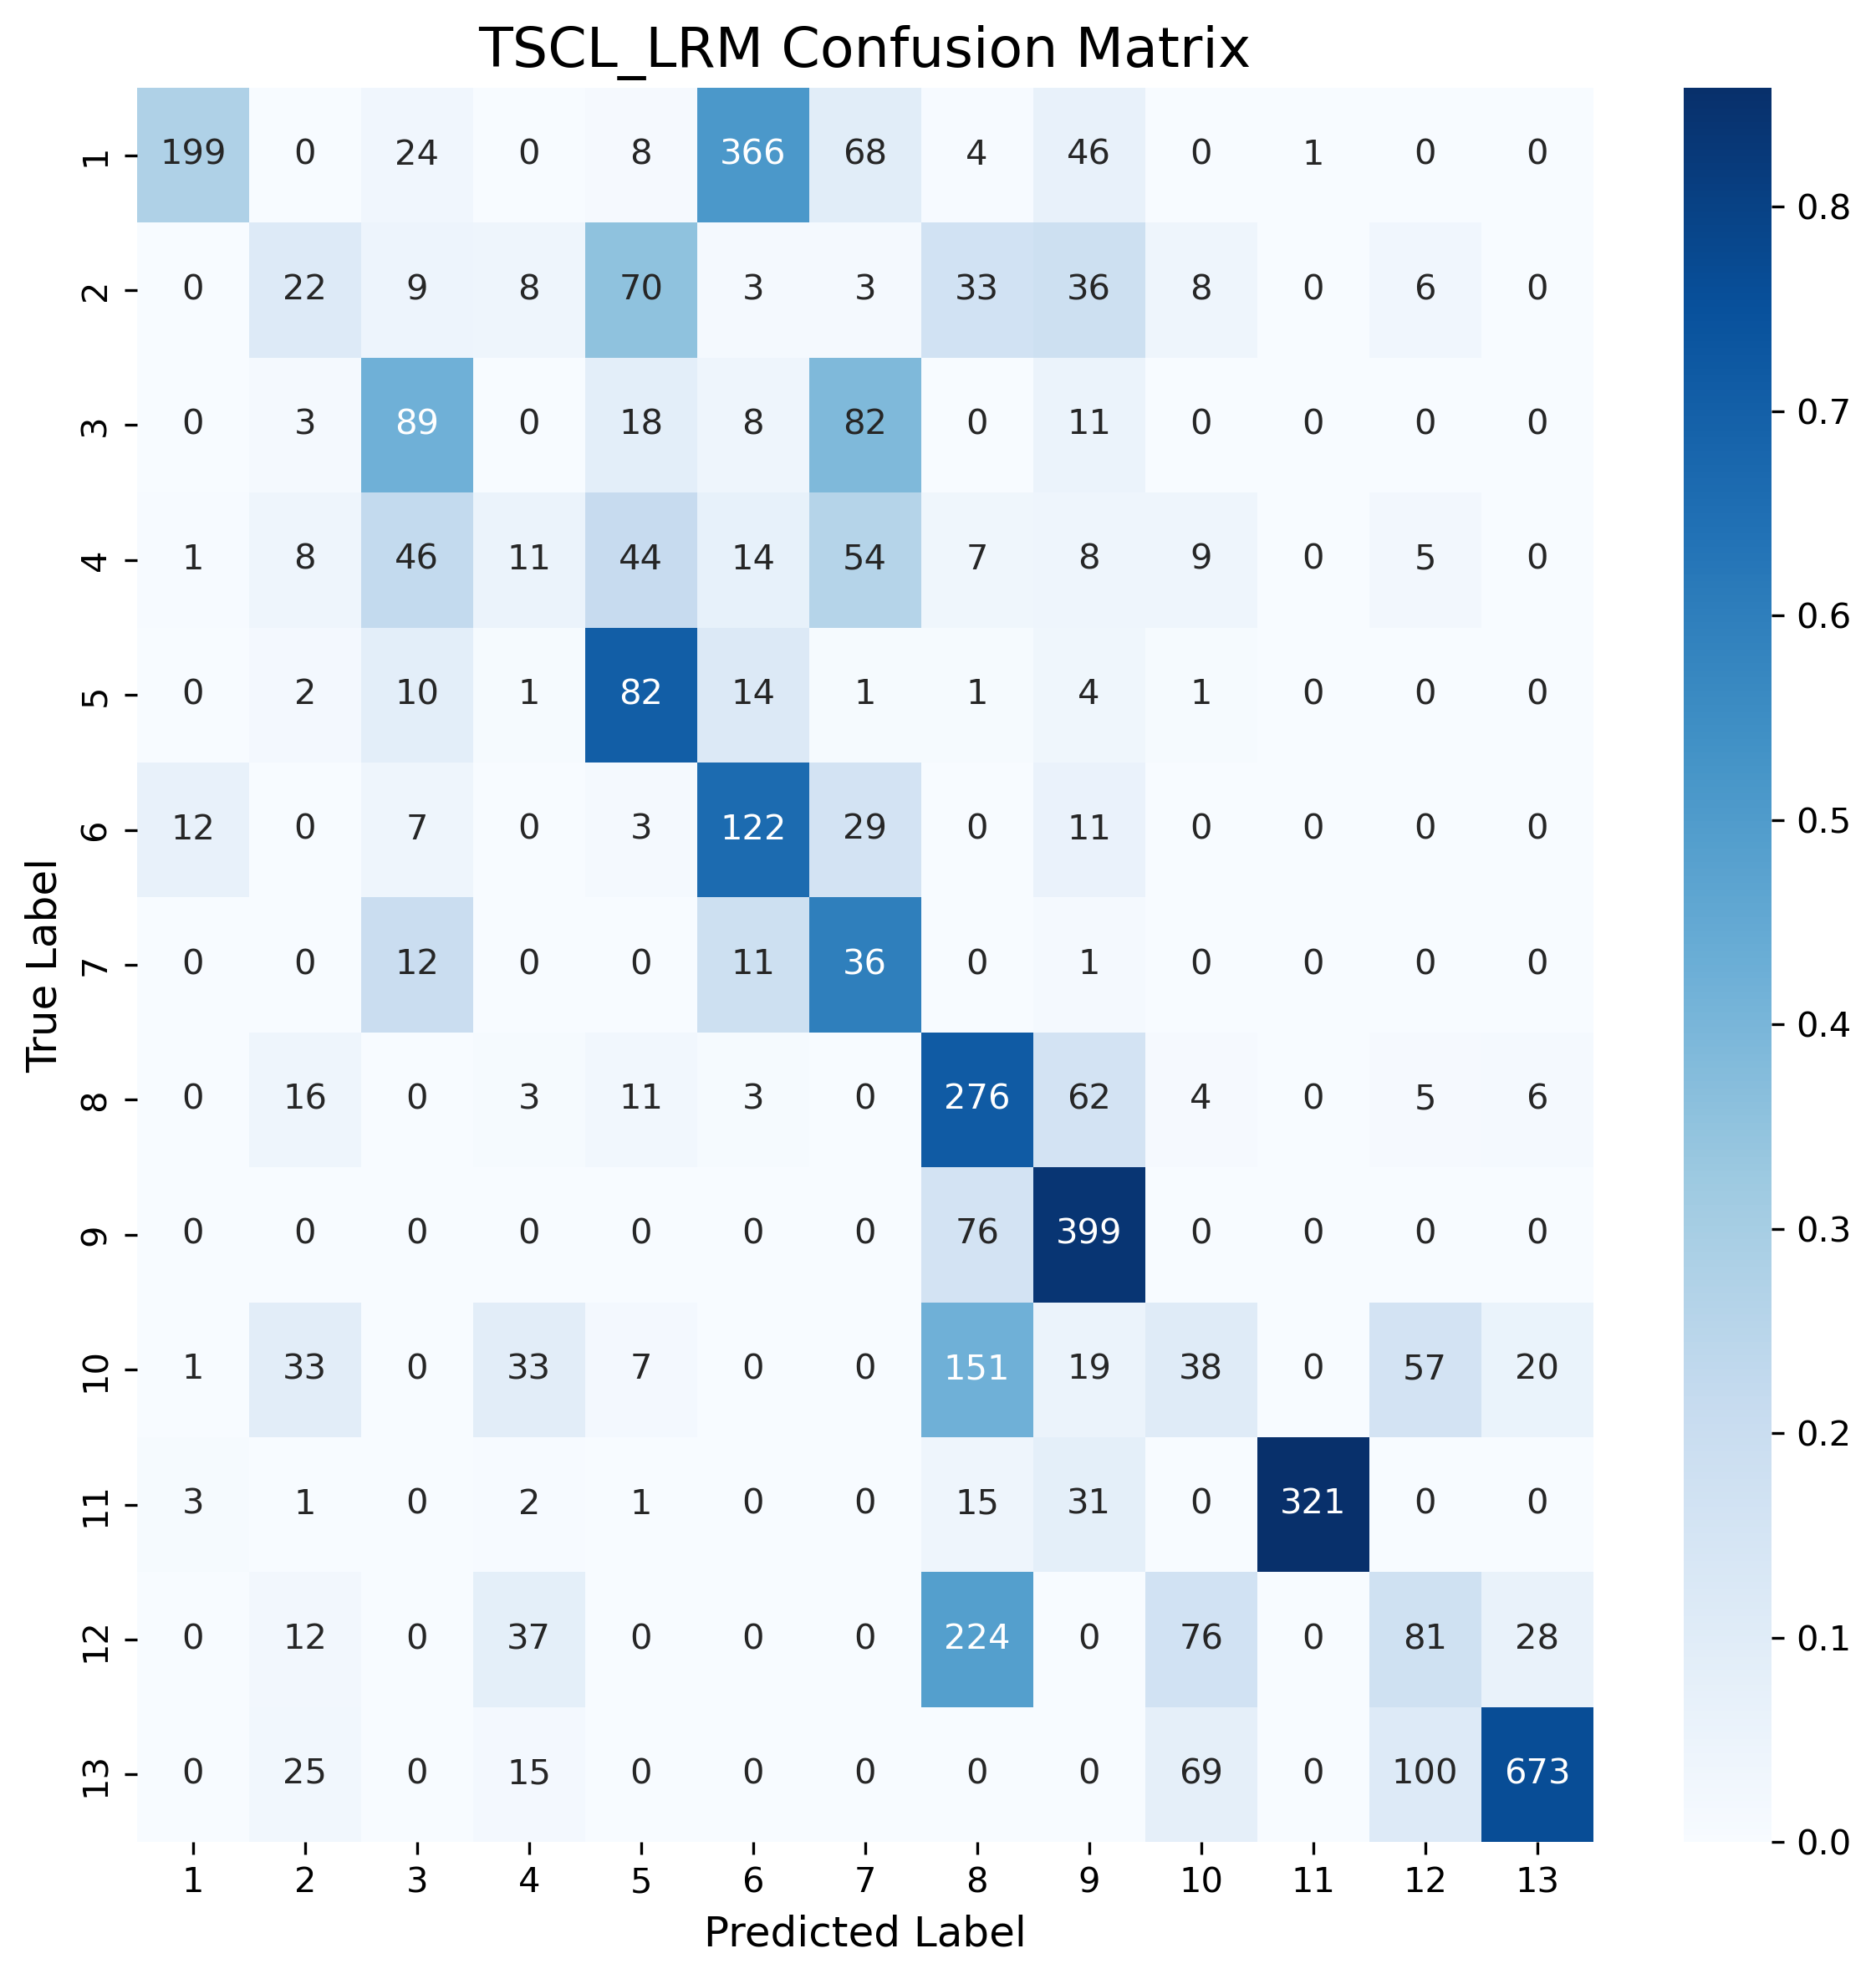 TSCL_LRM Confusion Matrix
1 199 0 24 0 8 366 68 4 46 0 1 0 0
2 0 22 9 8 70 3 3 33 36 8 0 6 0
3 0 3 89 0 18 8 82 0 11 0 0 0 0
4 1 8 46 11 44 14 54 7 8 9 0 5 0
5 0 2 10 1 82 14 1 1 4 1 0 0 0
6 12 0 7 0 3 122 29 0 11 0 0 0 0
7 0 0 12 0 0 11 36 0 1 0 0 0 0
8 0 16 0 3 11 3 0 276 62 4 0 5 6
9 0 0 0 0 0 0 0 76 399 0 0 0 0
10 1 33 0 33 7 0 0 151 19 38 0 57 20
11 3 1 0 2 1 0 0 15 31 0 321 0 0
12 0 12 0 37 0 0 0 224 0 76 0 81 28
13 0 25 0 15 0 0 0 0 0 69 0 100 673
1 2 3 4 5 6 7 8 9 10 11 12 13
Predicted Label
True Label
0.8
0.7
0.6
0.5
0.4
0.3
0.2
0.1
0.0